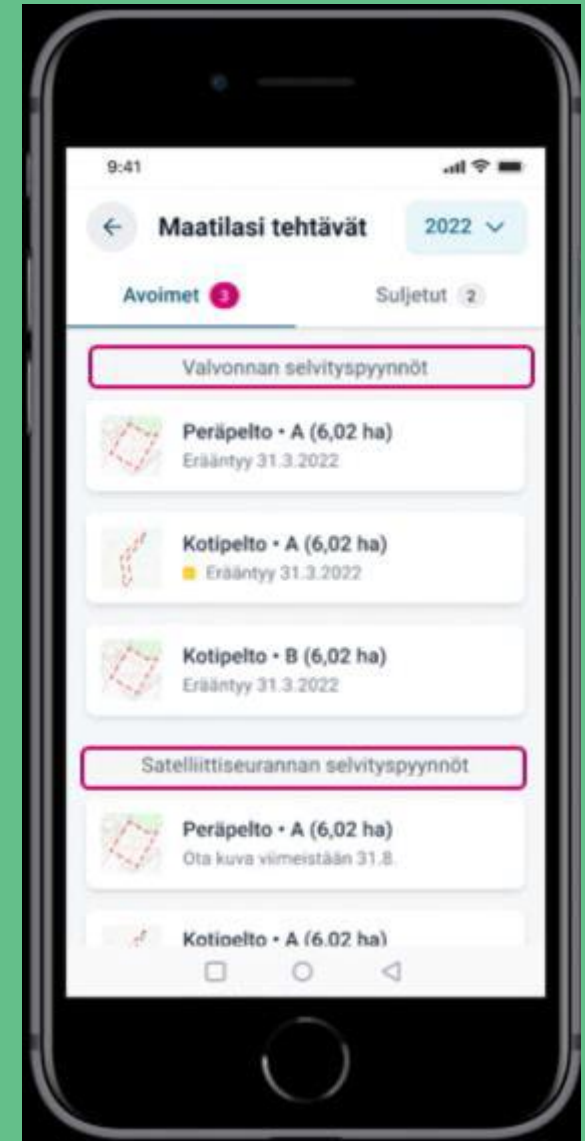 9:41
Maatilasi tehtävät 2022
Avoimet 3 Suljetut 2
Valvonnan selvityspyynnöt
Peräpelto • A (6,02 ha)
Erääntyy 31.3.2022
Kotipelto • A (6,02 ha)
Erääntyy 31.3.2022
Kotipelto • B (6,02 ha)
Erääntyy 31.3.2022
Satelliittiseurannan selvityspyynnöt
Peräpelto • A (6,02 ha)
Ota kuva viimeistään 31.8.
Kotipelto • A (6,02 ha)